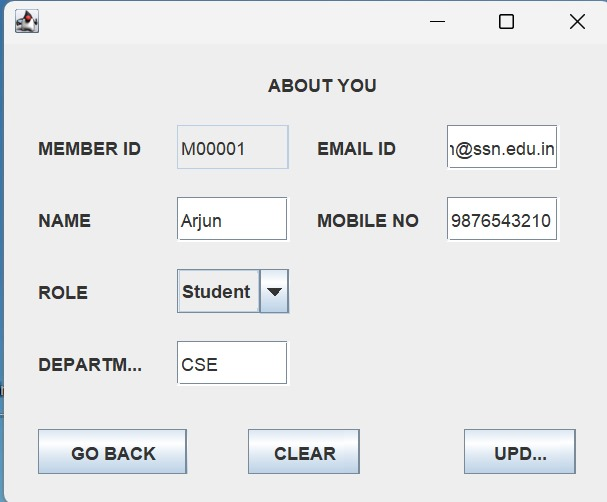 ABOUT YOU
MEMBER ID M00001 EMAIL ID @ssn.edu.in
NAME Arjun MOBILE NO 9876543210
ROLE Student
DEPARTM... CSE
GO BACK CLEAR UPD...